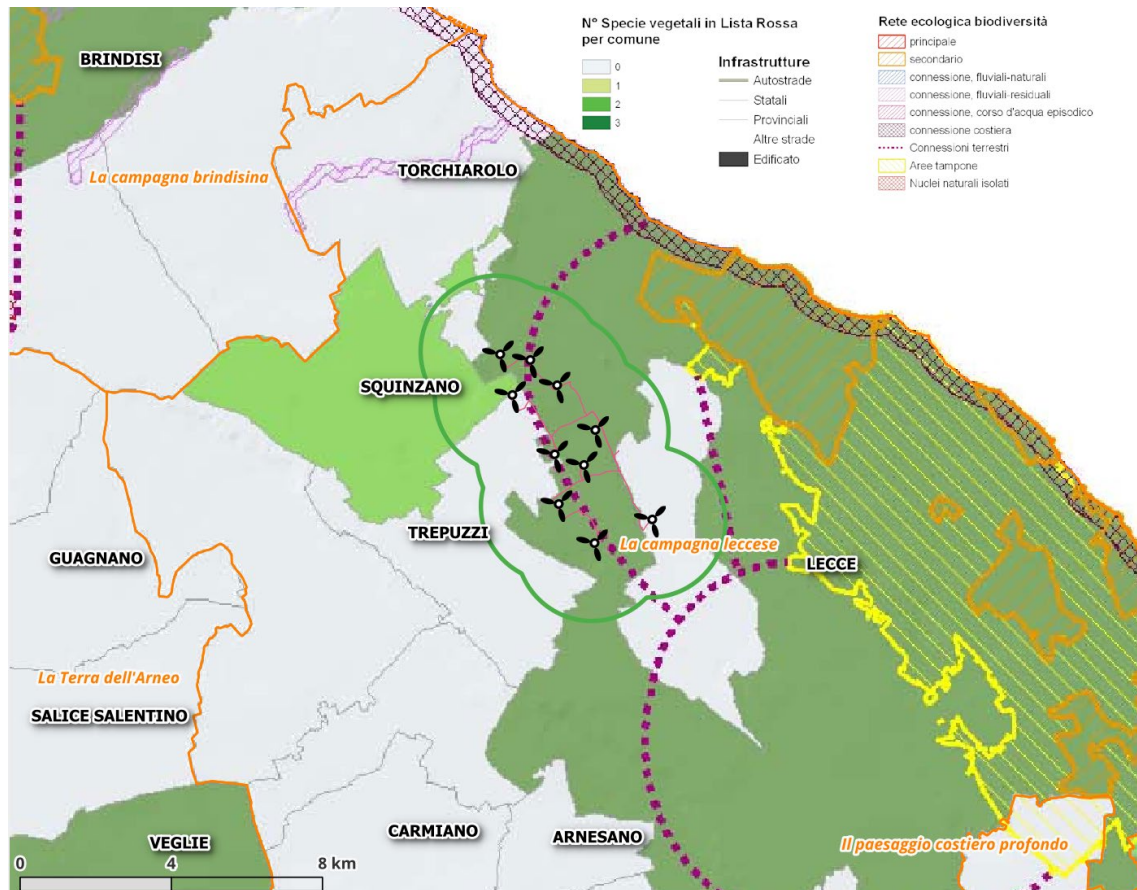 N° Specie vegetali in Lista Rossa
per comune
0
1
2
3
Infrastrutture
Autostrade
Statali
Provinciali
Altre strade
Edificato
Rete ecologica biodiversità
principale
secondario
connessione, fluviali-naturali
connessione, fluviali-residuali
connessione, corso d'acqua episodico
connessione costiera
Connessioni terrestri
Aree tampone
Nuclei naturali isolati
BRINDISI
La campagna brindisina
TORCHIAROLO
SQUINZANO
TREPUZZI
La campagna leccese
GUAGNANO
LECCE
La Terra dell'Arneo
SALICE SALENTINO
CARMIANO
ARNESANO
VEGLIE
Il paesaggio costiero profondo
0 4 8 km